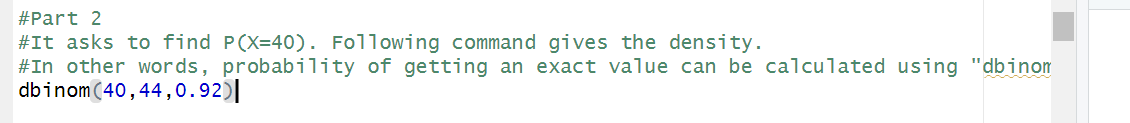 #Part 2
#It asks to find P(X=40). Following command gives the density.
#In other words, probability of getting an exact value can be calculated using "dbinom
dbinom(40,44,0.92)